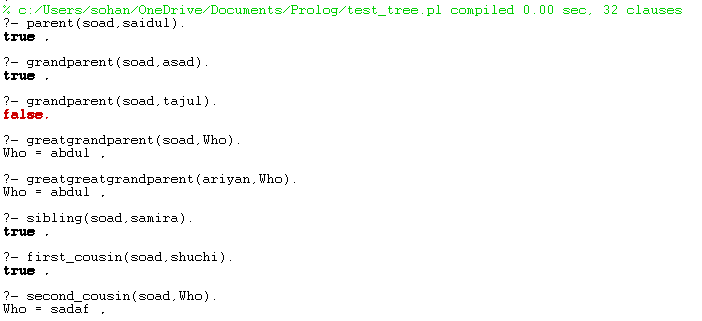 % c:/Users/sohan/OneDrive/Documents/Prolog/test_tree.pl compiled 0.00 sec, 32 clauses
?- parent(soad,saidul).
true .
?- grandparent(soad,asad).
true .
?- grandparent(soad,tajul).
false.
?- greatgrandparent(soad,Who).
Who = abdul .
?- greatgreatgrandparent(ariyan,Who).
Who = abdul .
?- sibling(soad,samira).
true .
?- first_cousin(soad,shuchi).
true .
?- second_cousin(soad,Who).
Who = sadaf .